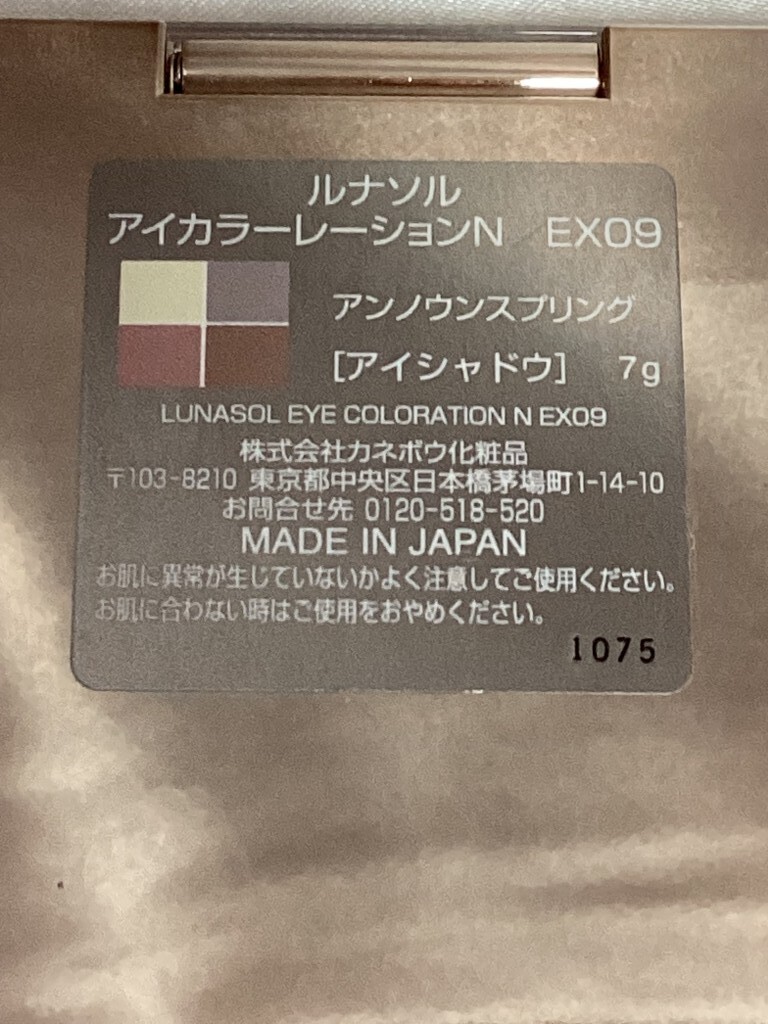 ルナソル
アイカラーレーションN EX09
アンノウンスプリング
[アイシャドウ] 7g
LUNASOL EYE COLORATION N EX09
株式会社カネボウ化粧品
〒103-8210 東京都中央区日本橋茅場町1-14-10
お問合せ先 0120-518-520
MADE IN JAPAN
お肌に異常が生じていないかよく注意してご使用ください。
お肌に合わない時はご使用をおやめください。
1075